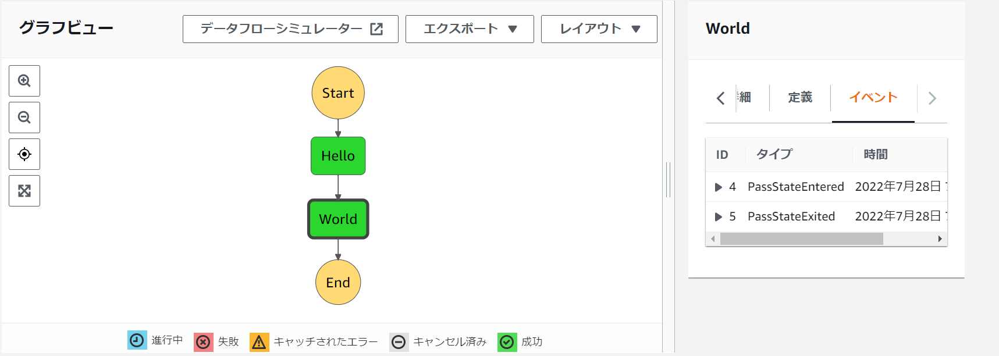 グラフビュー
データフローシミュレーター
エクスポート
レイアウト
Start
Hello
World
End
進行中
失敗
キャッチされたエラー
キャンセル済み
成功
World
細
定義
イベント
ID タイプ 時間
4 PassStateEntered 2022年7月28日
5 PassStateExited 2022年7月28日